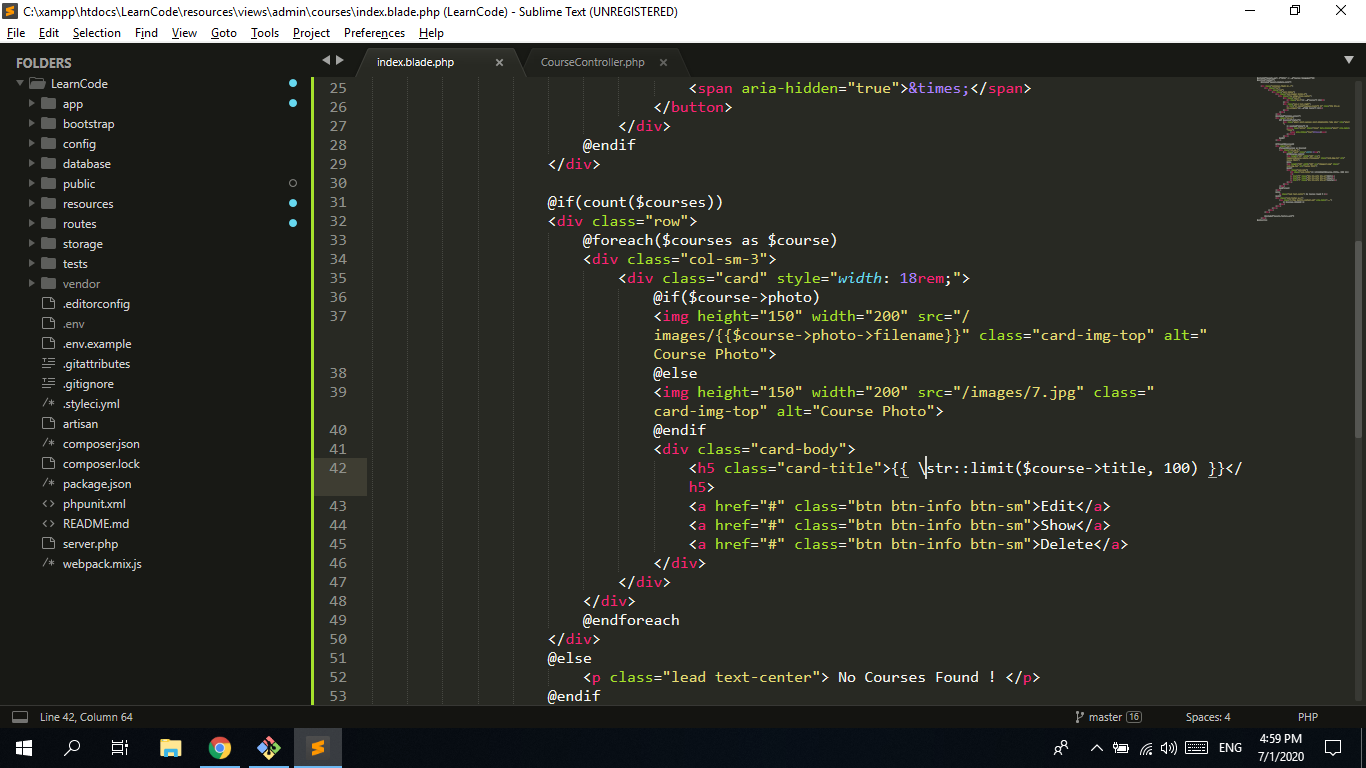 C:\xampp\htdocs\LearnCode\resources\views\admin\courses\index.blade.php (LearnCode) - Sublime Text (UNREGISTERED)
File Edit Selection Find View Goto Tools Project Preferences Help
FOLDERS
LearnCode
app
bootstrap
config
database
public
resources
routes
storage
tests
vendor
.editorconfig
.env
.env.example
.gitattributes
.gitignore
/* .styleci.yml
artisan
/* composer.json
composer.lock
/* package.json
<> phpunit.xml
<> README.md
server.php
/* webpack.mix.js
index.blade.php × CourseController.php ×
25 <span aria-hidden="true">&times;</span>
26 </button>
27 </div>
28 @endif
29 </div>
30
31 @if(count($courses))
32 <div class="row">
33 @foreach($courses as $course)
34 <div class="col-sm-3">
35 <div class="card" style="width: 18rem;">
36 @if($course->photo)
37 <img height="150" width="200" src="/
images/{{$course->photo->filename}}" class="card-img-top" alt="
Course Photo">
38 @else
39 <img height="150" width="200" src="/images/7.jpg" class="
card-img-top" alt="Course Photo">
40 @endif
41 <div class="card-body">
42 <h5 class="card-title">{{ \str::limit($course->title, 100) }}</
h5>
43 <a href="#" class="btn btn-info btn-sm">Edit</a>
44 <a href="#" class="btn btn-info btn-sm">Show</a>
45 <a href="#" class="btn btn-info btn-sm">Delete</a>
46 </div>
47 </div>
48 </div>
49 @endforeach
50 </div>
51 @else
52 <p class="lead text-center"> No Courses Found ! </p>
53 @endif
Line 42, Column 64 master 16 Spaces: 4 PHP
ENG
4:59 PM
7/1/2020